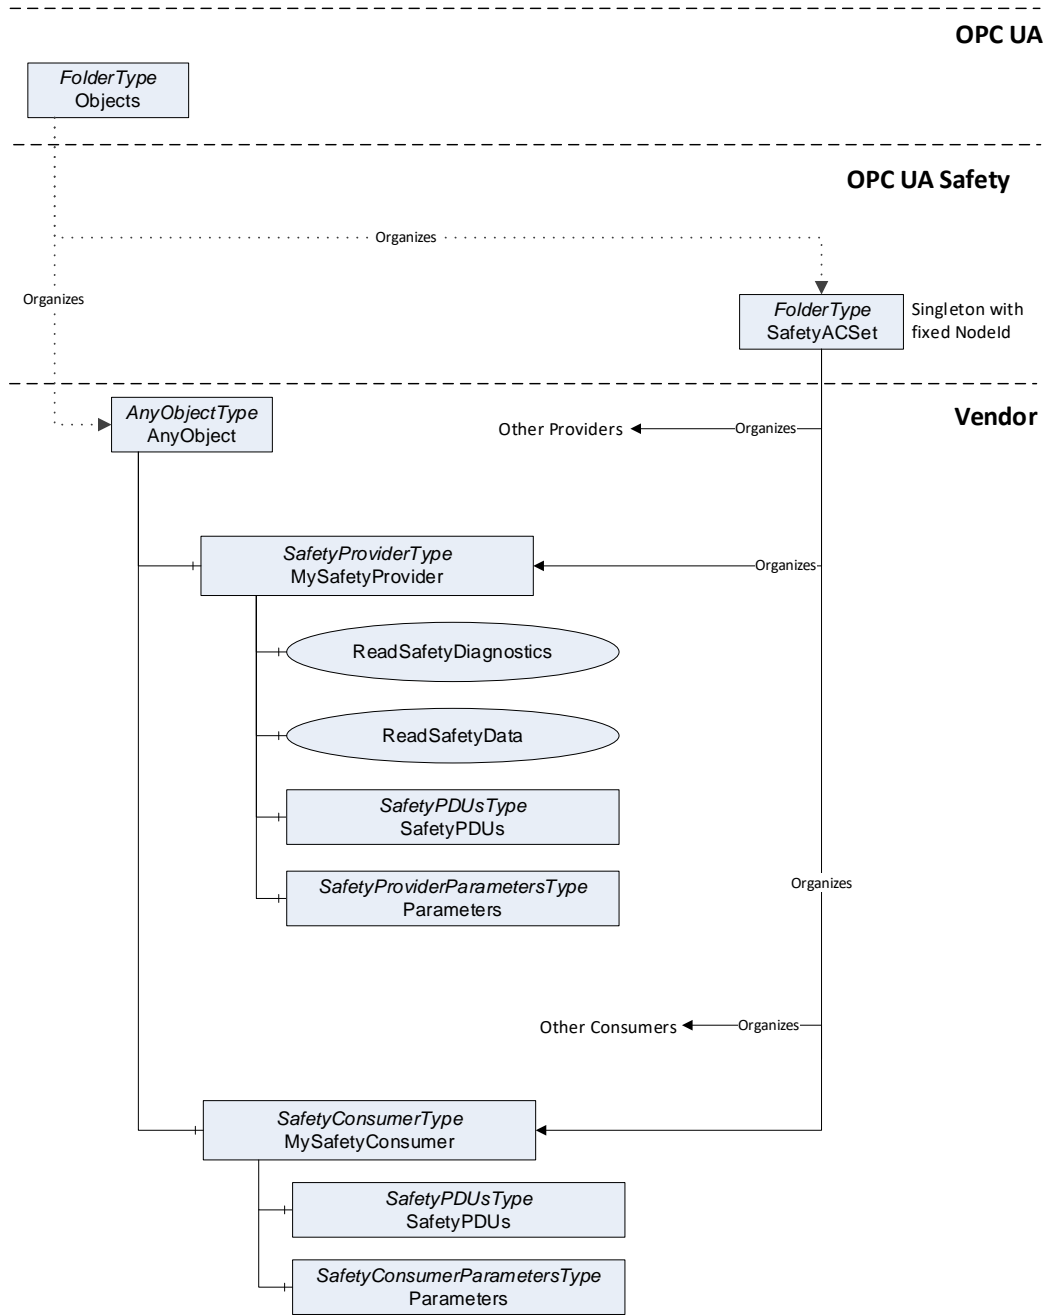 OPC UA
FolderType
Objects
OPC UA Safety
Organizes
Organizes
FolderType
SafetyACSet
Singleton with
fixed NodeId
AnyObjectType
AnyObject
Vendor
Other Providers
Organizes
SafetyProviderType
MySafetyProvider
Organizes
ReadSafetyDiagnostics
ReadSafetyData
SafetyPDUsType
SafetyPDUs
SafetyProviderParametersType
Parameters
Organizes
Other Consumers
Organizes
SafetyConsumerType
MySafetyConsumer
SafetyPDUsType
SafetyPDUs
SafetyConsumerParametersType
Parameters